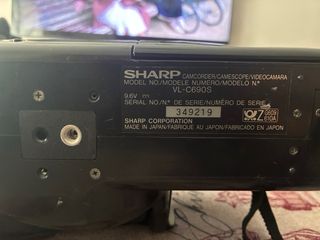 SHARP CAMCORDER/CAMESCOPE/VIDEOCAMARA
MODEL NO./MODELE NUMERO/MODELO N°
VL-C690S
9.6V ⎓
SERIAL NO./N° DE SERIE/NUMÉRO DE SERIE
349219
SHARP CORPORATION
MADE IN JAPAN/FABRIQUE AU JAPON/FABRICADO EN JAPON